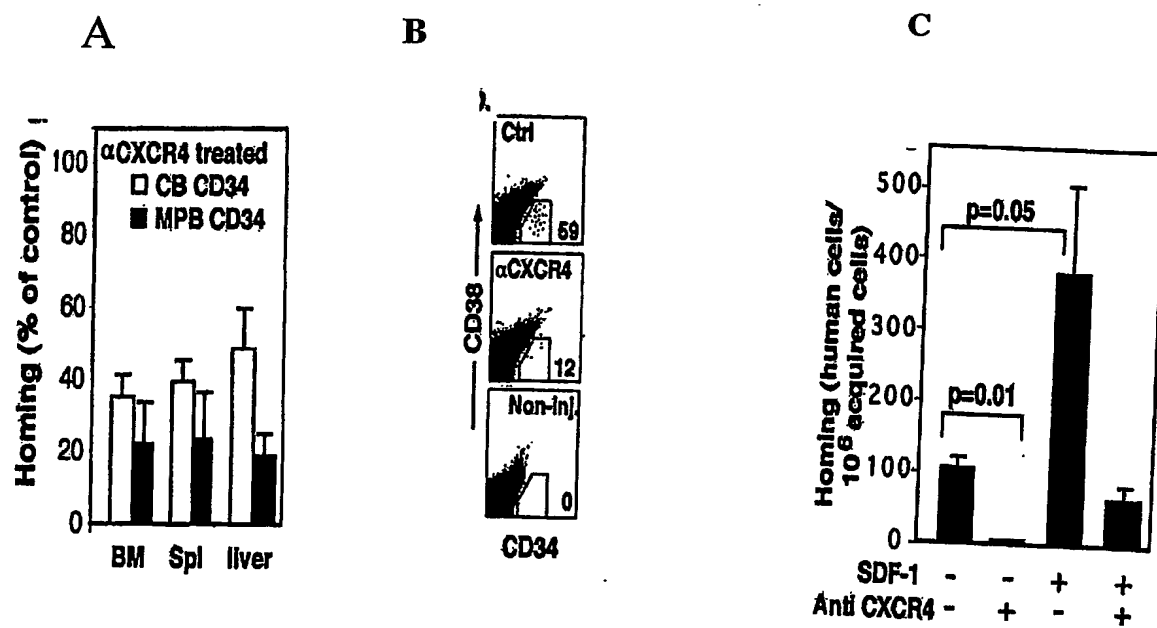 A
B
C
Homing (% of control)
100
80
60
40
20
0
αCXCR4 treated
CB CD34
MPB CD34
BM Spl liver
).
Ctrl
59
αCXCR4
12
Non-inj.
0
CD38
CD34
Homing (human cells/
10⁶ acquired cells)
500
400
300
200
100
0
p=0.05
p=0.01
SDF-1 - - + +
Anti CXCR4 - + - +